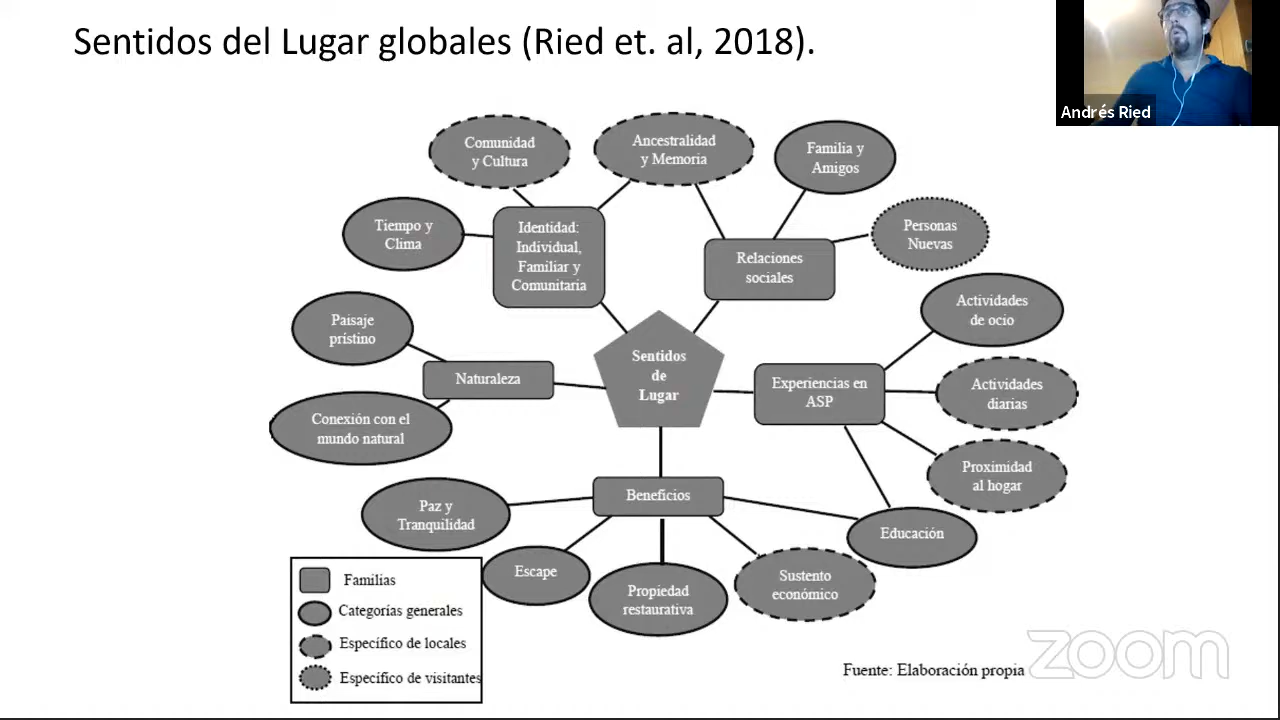 Sentidos del Lugar globales (Ried et. al, 2018).
Andrés Ried
Comunidad
y Cultura
Ancestralidad
y Memoria
Familia y
Amigos
Tiempo y
Clima
Identidad:
Individual,
Familiar y
Comunitaria
Relaciones
sociales
Personas
Nuevas
Paisaje
prístino
Sentidos
de
Lugar
Actividades
de ocio
Naturaleza
Experiencias en
ASP
Actividades
diarias
Conexión con el
mundo natural
Proximidad
al hogar
Beneficios
Paz y
Tranquilidad
Educación
Escape
Propiedad
restaurativa
Sustento
económico
Familias
Categorías generales
Específico de locales
Específico de visitantes
Fuente: Elaboración propia
zoom